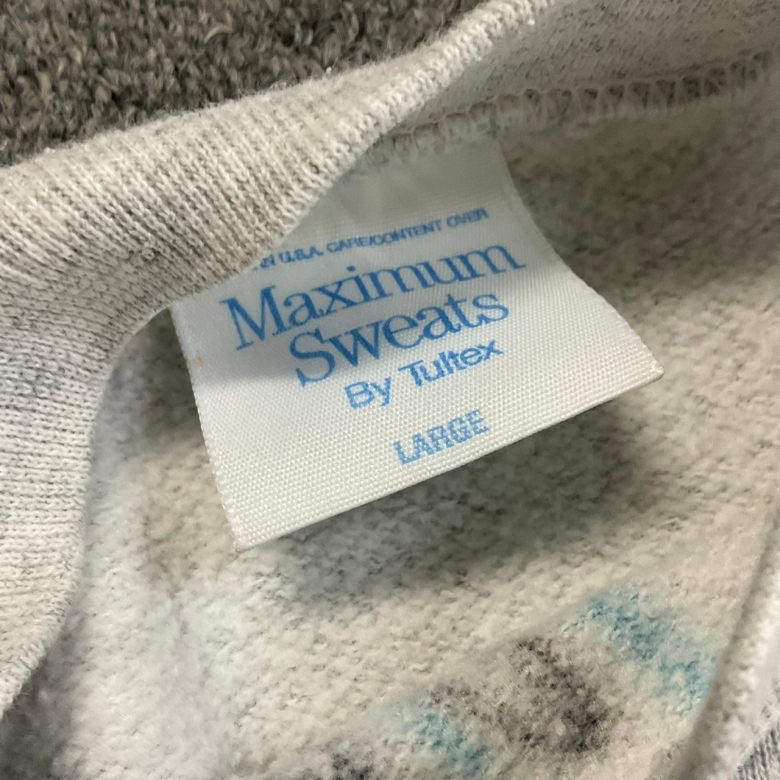 U.S.A. CARE/CONTENT OVER
Maximum
Sweats
By Tultex
LARGE